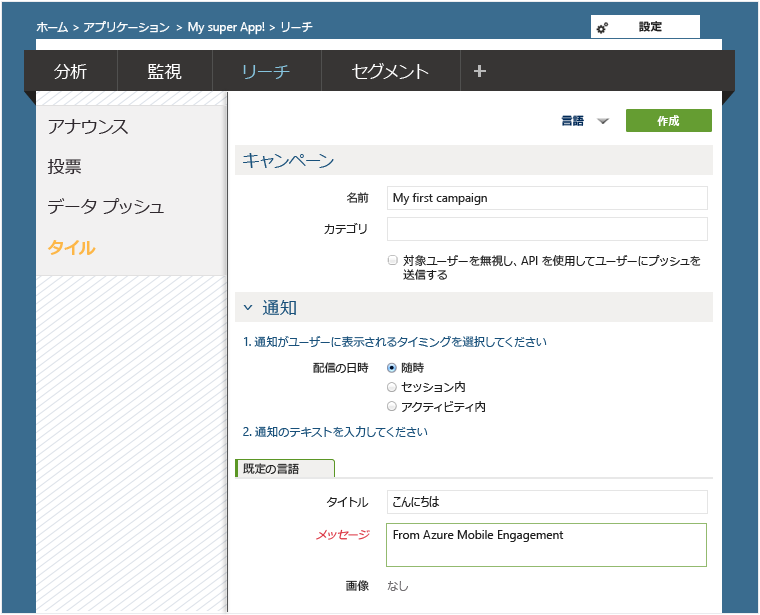 ホーム > アプリケーション > My super App! > リーチ
設定
分析 監視 リーチ セグメント +
アナウンス
投票
データ プッシュ
タイル
言語
作成
キャンペーン
名前 My first campaign
カテゴリ
対象ユーザーを無視し、API を使用してユーザーにプッシュを
送信する
通知
1. 通知がユーザーに表示されるタイミングを選択してください
配信の日時 随時
セッション内
アクティビティ内
2. 通知のテキストを入力してください
既定の言語
タイトル こんにちは
メッセージ From Azure Mobile Engagement
画像 なし